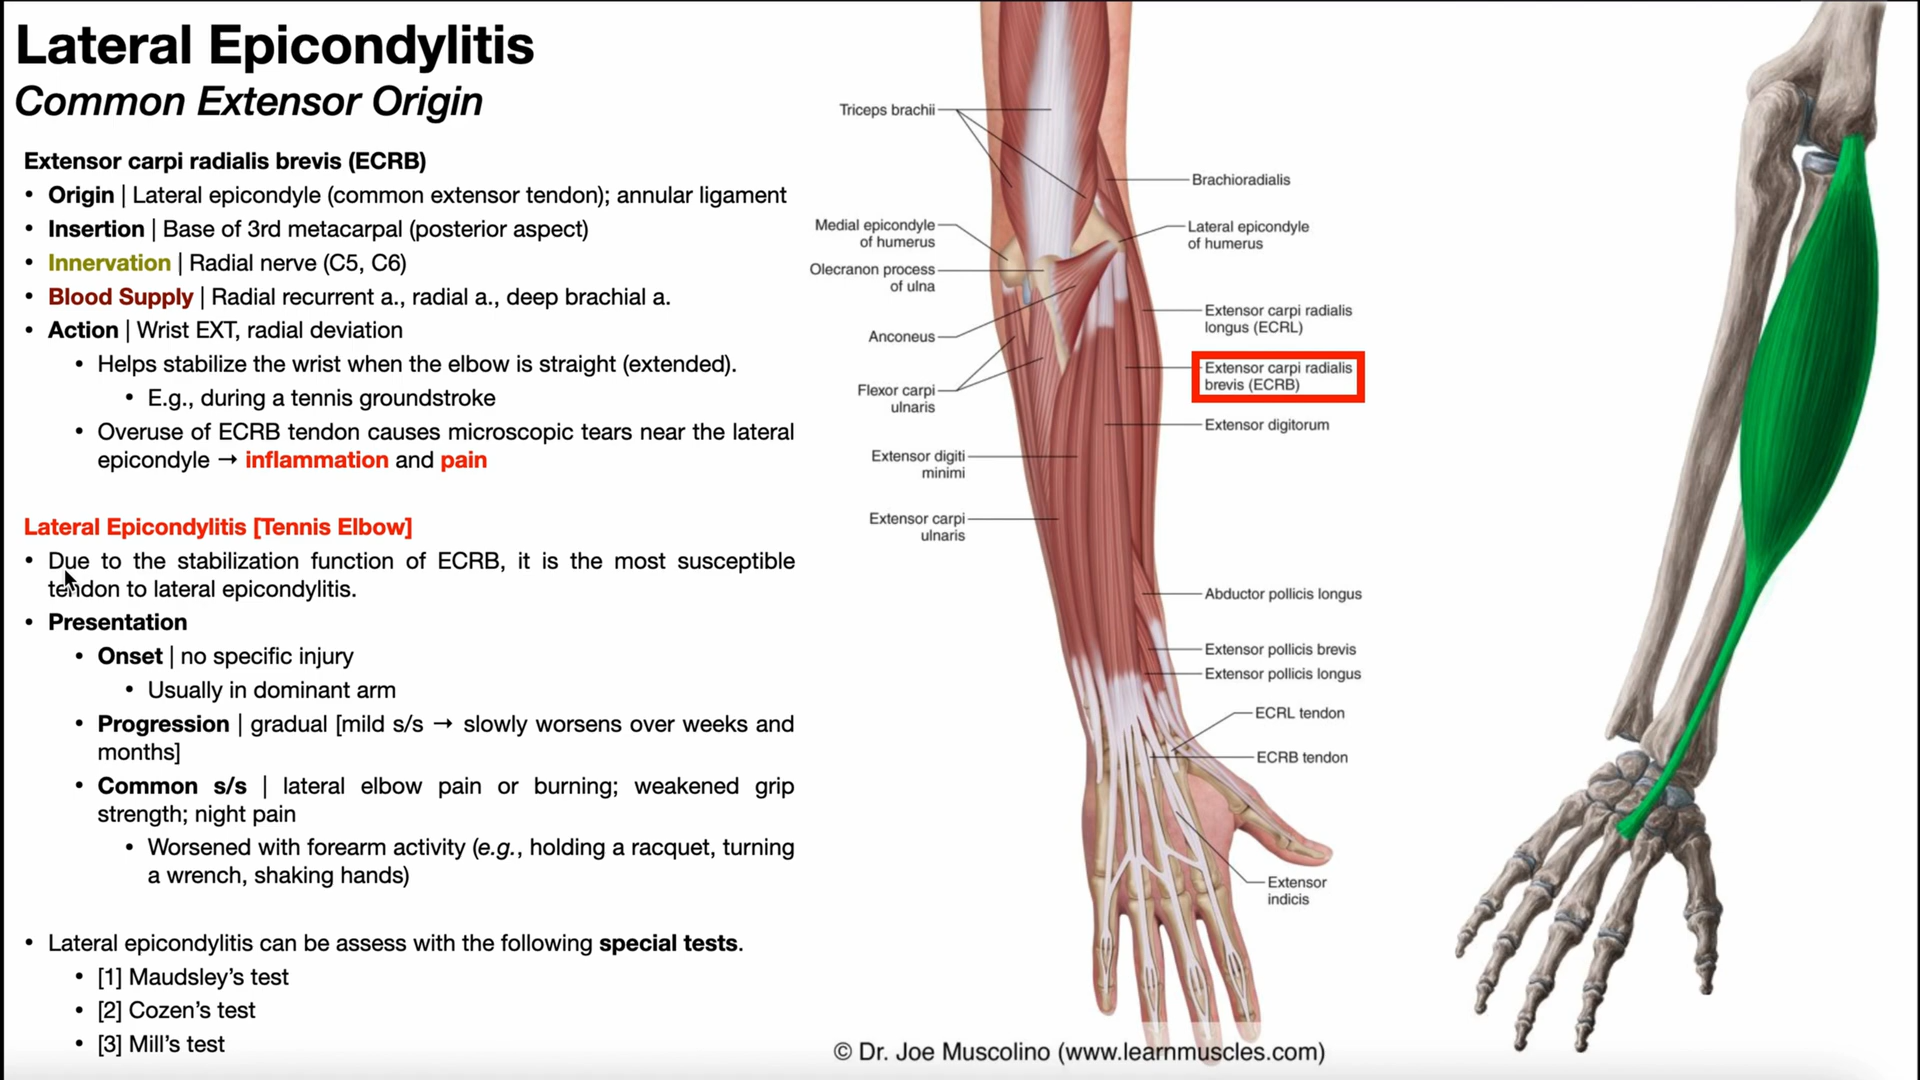 Lateral Epicondylitis
Common Extensor Origin
Extensor carpi radialis brevis (ECRB)
• Origin | Lateral epicondyle (common extensor tendon); annular ligament
• Insertion | Base of 3rd metacarpal (posterior aspect)
• Innervation | Radial nerve (C5, C6)
• Blood Supply | Radial recurrent a., radial a., deep brachial a.
• Action | Wrist EXT, radial deviation
• Helps stabilize the wrist when the elbow is straight (extended).
• E.g., during a tennis groundstroke
• Overuse of ECRB tendon causes microscopic tears near the lateral
epicondyle → inflammation and pain
Lateral Epicondylitis [Tennis Elbow]
• Due to the stabilization function of ECRB, it is the most susceptible
tendon to lateral epicondylitis.
• Presentation
• Onset | no specific injury
• Usually in dominant arm
• Progression | gradual [mild s/s → slowly worsens over weeks and
months]
• Common s/s | lateral elbow pain or burning; weakened grip
strength; night pain
• Worsened with forearm activity (e.g., holding a racquet, turning
a wrench, shaking hands)
• Lateral epicondylitis can be assess with the following special tests.
• [1] Maudsley's test
• [2] Cozen's test
• [3] Mill's test
Triceps brachii
Medial epicondyle
of humerus
Olecranon process
of ulna
Anconeus
Flexor carpi
ulnaris
Extensor digiti
minimi
Extensor carpi
ulnaris
Brachioradialis
Lateral epicondyle
of humerus
Extensor carpi radialis
longus (ECRL)
Extensor carpi radialis
brevis (ECRB)
Extensor digitorum
Abductor pollicis longus
Extensor pollicis brevis
Extensor pollicis longus
ECRL tendon
ECRB tendon
Extensor
indicis
© Dr. Joe Muscolino (www.learnmuscles.com)